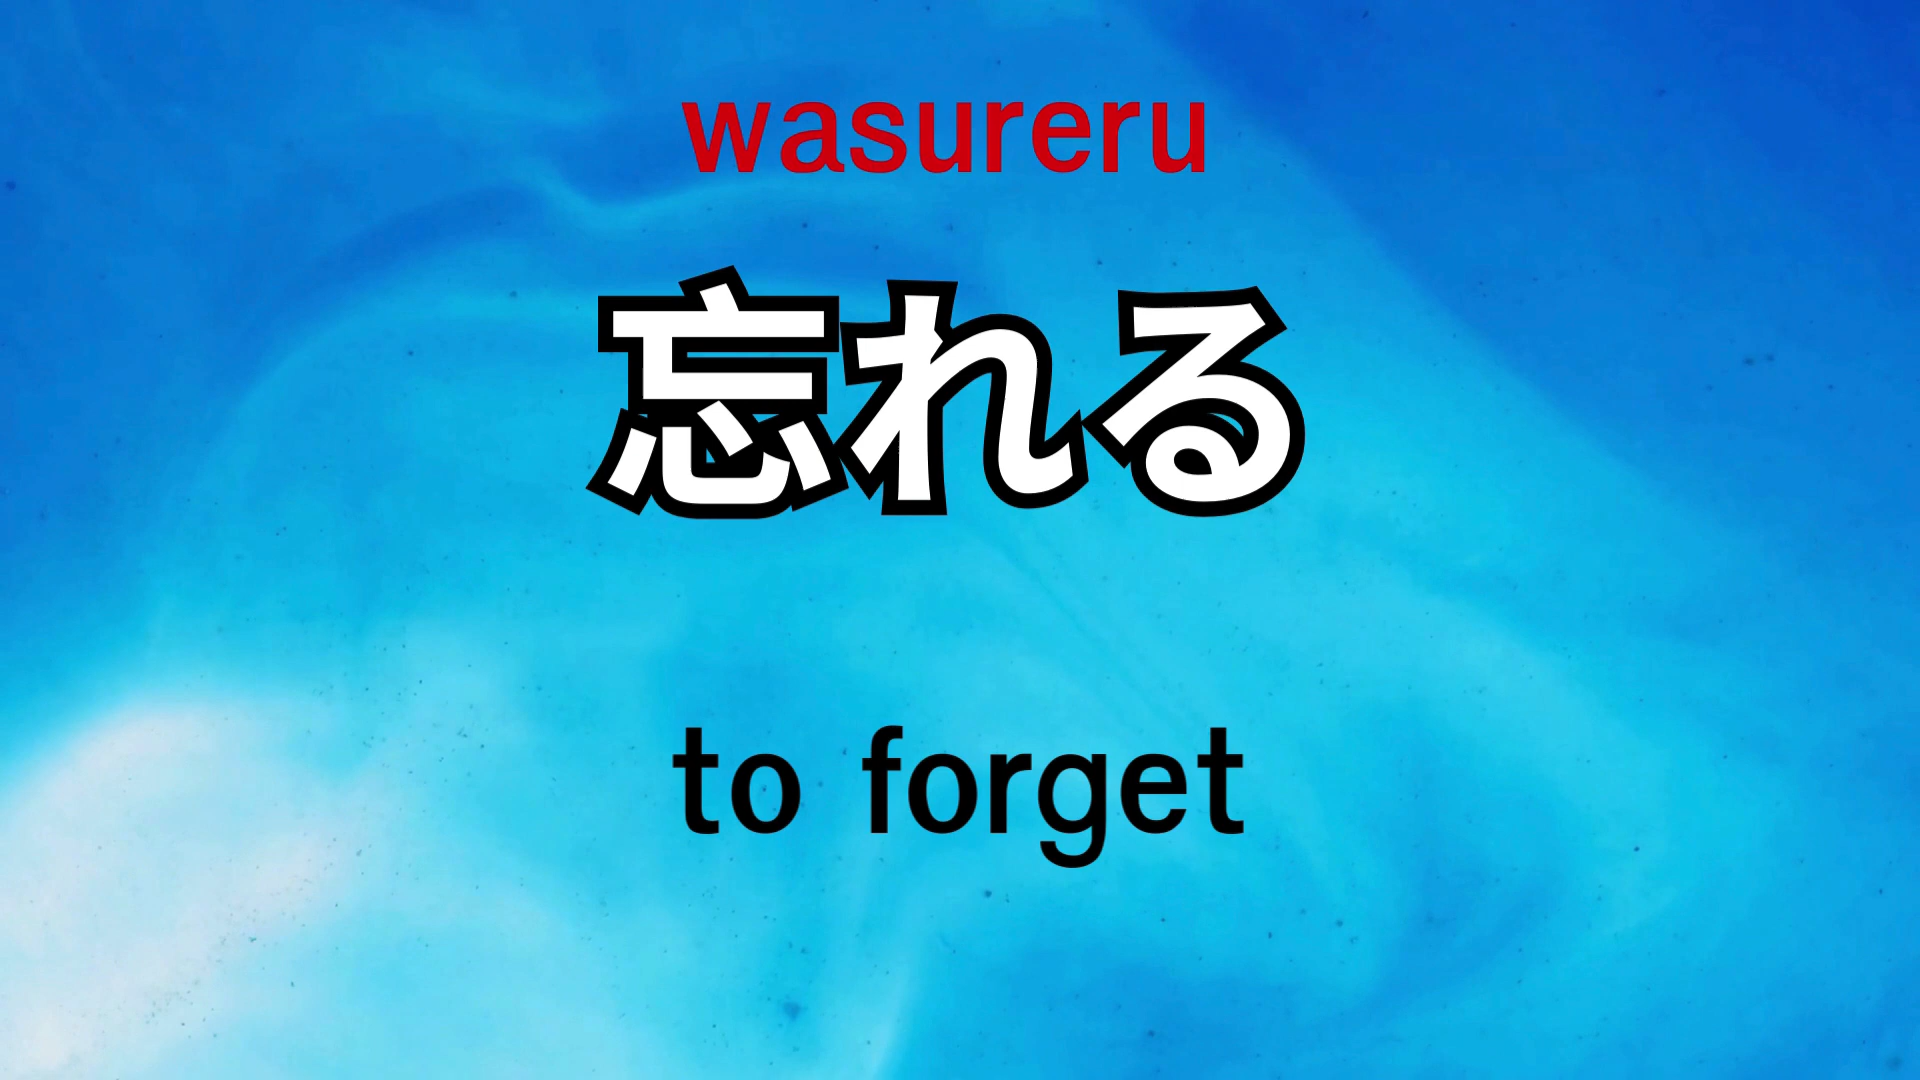 wasureru
忘れる
to forget